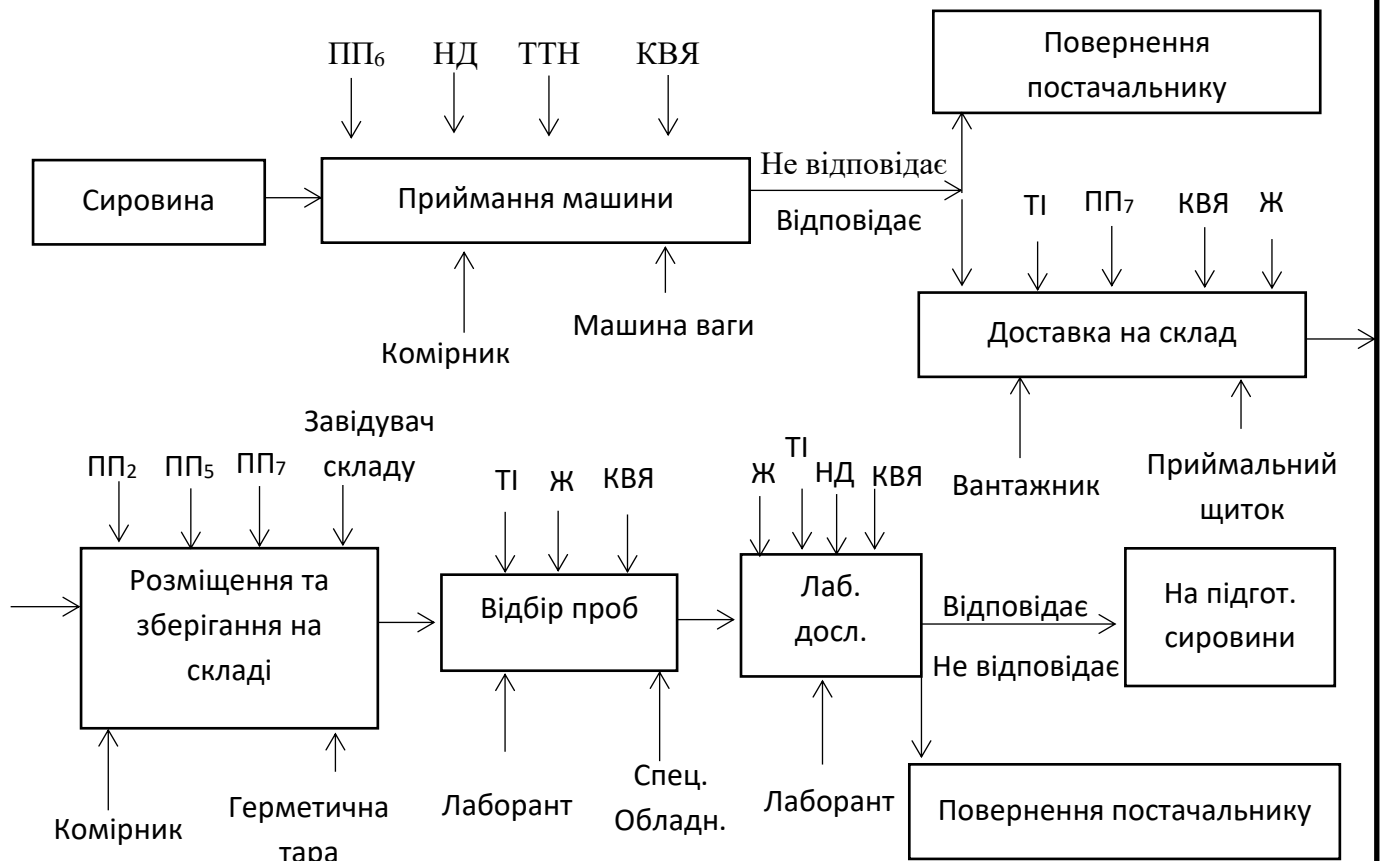 Повернення
постачальнику
ПП₆ НД ТТН КВЯ
Сировина
Приймання машини
Не відповідає
Відповідає
ТІ ПП₇ КВЯ Ж
Доставка на склад
Комірник
Машина ваги
Вантажник
Приймальний
щиток
ПП₂ ПП₅ ПП₇
Завідувач
складу
Розміщення та
зберігання на
складі
Комірник
Герметична
тара
ТІ Ж КВЯ
Відбір проб
Лаборант
Спец.
Обладн.
Ж ТІ НД КВЯ
Лаб.
досл.
Лаборант
Відповідає
Не відповідає
На підгот.
сировини
Повернення постачальнику